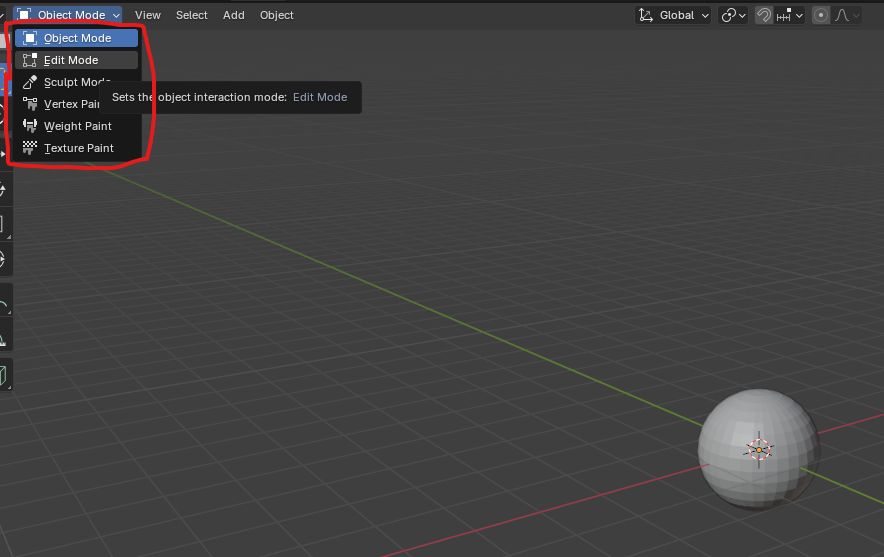 Object Mode View Select Add Object Global
Object Mode
Edit Mode
Sculpt Mode
Sets the object interaction mode: Edit Mode
Vertex
Weight Paint
Texture Paint